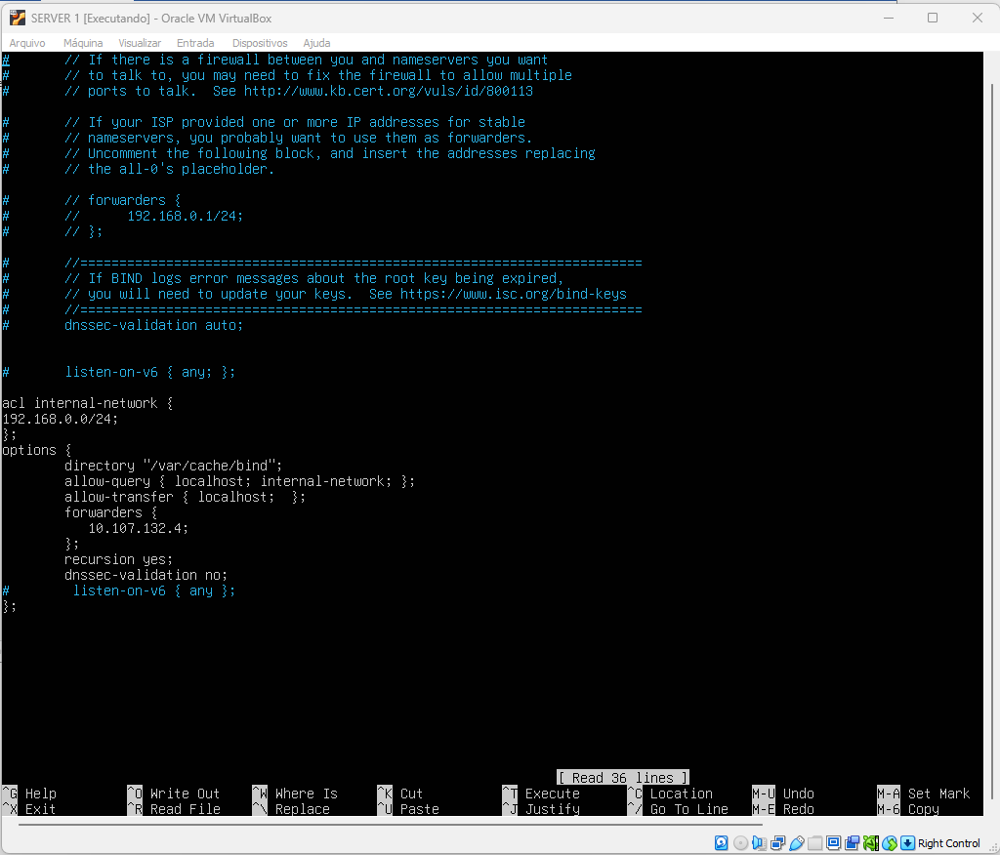 SERVER 1 [Executando] - Oracle VM VirtualBox
Arquivo Máquina Visualizar Entrada Dispositivos Ajuda
#       // If there is a firewall between you and nameservers you want
#       // to talk to, you may need to fix the firewall to allow multiple
#       // ports to talk.  See http://www.kb.cert.org/vuls/id/800113
#       // If your ISP provided one or more IP addresses for stable
#       // nameservers, you probably want to use them as forwarders.
#       // Uncomment the following block, and insert the addresses replacing
#       // the all-0's placeholder.
#       // forwarders {
#       //      192.168.0.1/24;
#       // };
#       //========================================================================
#       // If BIND logs error messages about the root key being expired,
#       // you will need to update your keys.  See https://www.isc.org/bind-keys
#       //========================================================================
#       dnssec-validation auto;
#       listen-on-v6 { any; };
acl internal-network {
192.168.0.0/24;
};
options {
        directory "/var/cache/bind";
        allow-query { localhost; internal-network; };
        allow-transfer { localhost;  };
        forwarders {
           10.107.132.4;
        };
        recursion yes;
        dnssec-validation no;
#        listen-on-v6 { any };
};
[ Read 36 lines ]
^G Help ^O Write Out ^W Where Is ^K Cut ^T Execute ^C Location M-U Undo M-A Set Mark
^X Exit ^R Read File ^\ Replace ^U Paste ^J Justify ^/ Go To Line M-E Redo M-6 Copy
Right Control